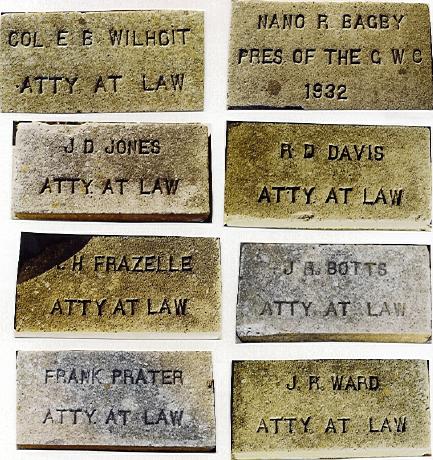 COL E B WILHOIT
ATTY AT LAW
NANO R BAGBY
PRES OF THE G W C
1932
J D JONES
ATTY. AT LAW
R D DAVIS
ATTY. AT LAW
H FRAZELLE
ATTY AT LAW
J R. BOTTS
ATTY. AT LAW
FRANK PRATER
ATTY. AT LAW
J. R. WARD
ATTY. AT LAW